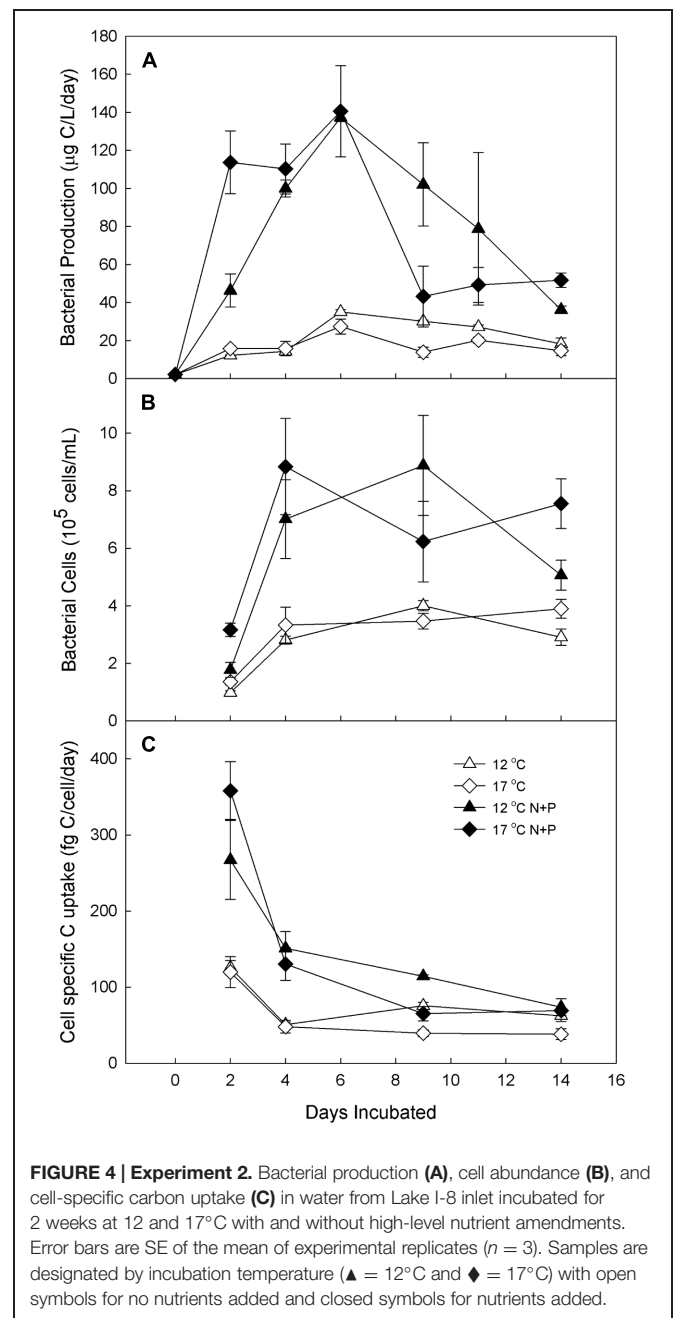 180
160
140
120
100
80
60
40
20
0
Bacterial Production (µg C/L/day)
A
10
8
6
4
2
0
Bacterial Cells (10^5 cells/mL)
B
400
300
200
100
0
Cell specific C uptake (fg C/cell/day)
C
12 °C
17 °C
12 °C N+P
17 °C N+P
0 2 4 6 8 10 12 14 16
Days Incubated
FIGURE 4 | Experiment 2. Bacterial production (A), cell abundance (B), and
cell-specific carbon uptake (C) in water from Lake I-8 inlet incubated for
2 weeks at 12 and 17°C with and without high-level nutrient amendments.
Error bars are SE of the mean of experimental replicates (n = 3). Samples are
designated by incubation temperature (▲ = 12°C and ◆ = 17°C) with open
symbols for no nutrients added and closed symbols for nutrients added.